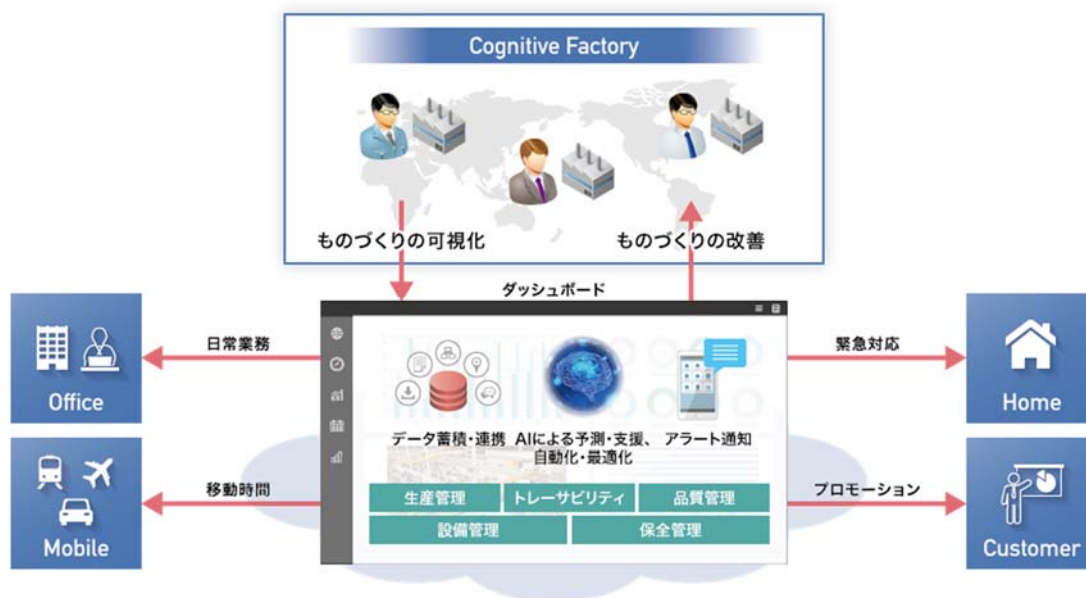 Cognitive Factory
ものづくりの可視化
ものづくりの改善
ダッシュボード
日常業務
緊急対応
Office
Home
データ蓄積・連携
AIによる予測・支援、
自動化・最適化
アラート通知
移動時間
プロモーション
生産管理
トレーサビリティ
品質管理
設備管理
保全管理
Mobile
Customer